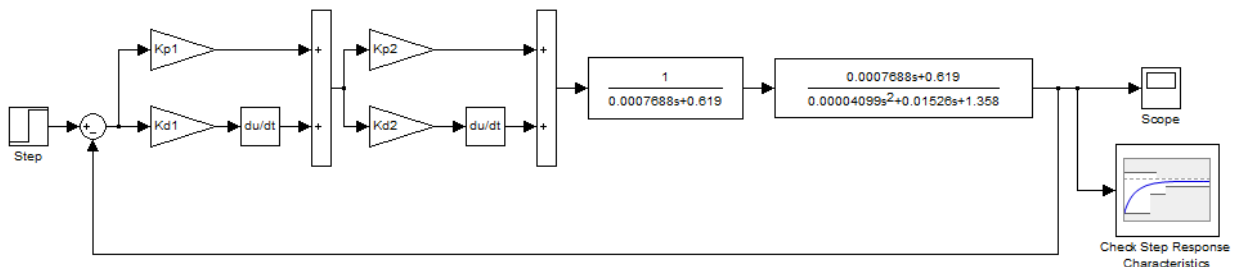 Kp1
+
Kp2
+
1
0.0007688s+0.619
0.0007688s+0.619
0.00004099s²+0.01526s+1.358
Scope
Step
+
−
Kd1
du/dt
+
Kd2
du/dt
+
Check Step Response
Characteristics